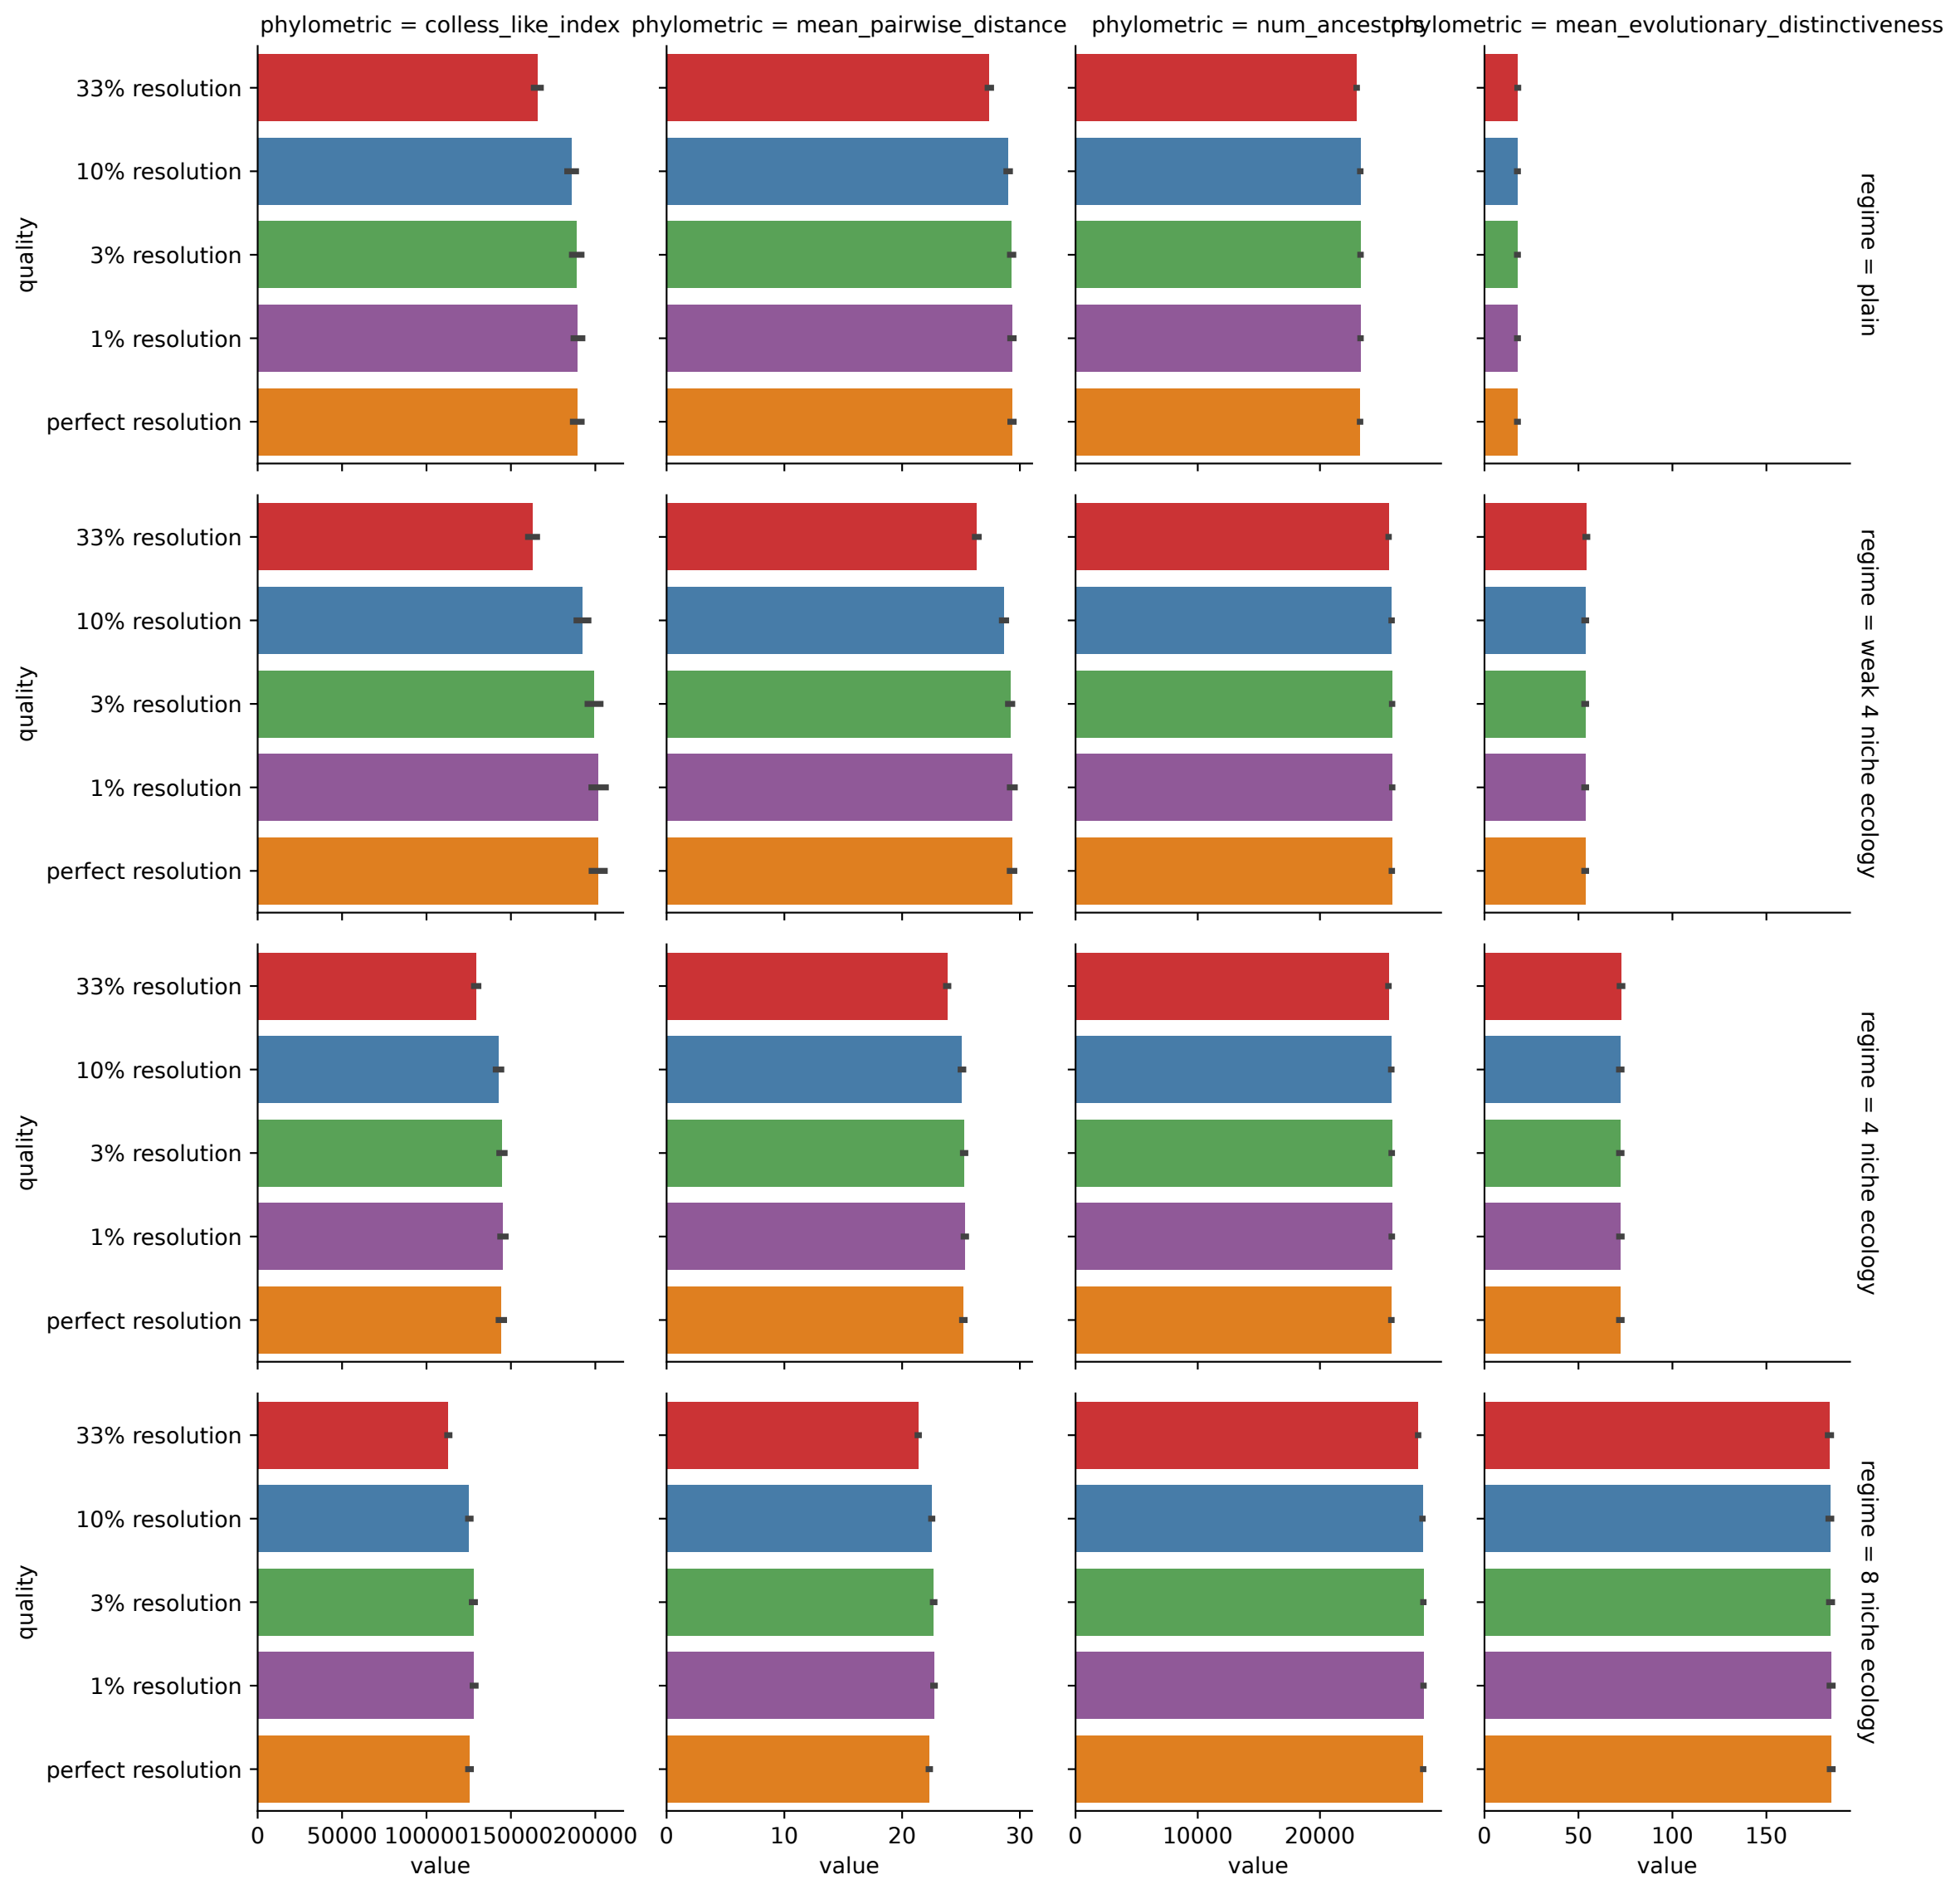 phylometric = colless_like_index
phylometric = mean_pairwise_distance
phylometric = num_ancestors
phylometric = mean_evolutionary_distinctiveness
quality
33% resolution
10% resolution
3% resolution
1% resolution
perfect resolution
regime = plain
quality
33% resolution
10% resolution
3% resolution
1% resolution
perfect resolution
regime = weak 4 niche ecology
quality
33% resolution
10% resolution
3% resolution
1% resolution
perfect resolution
regime = 4 niche ecology
quality
33% resolution
10% resolution
3% resolution
1% resolution
perfect resolution
regime = 8 niche ecology
0 50000 100000 150000 200000
0 10 20 30
0 10000 20000
0 50 100 150
value
value
value
value